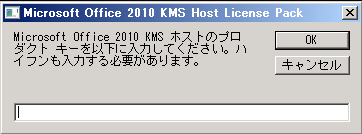 Microsoft Office 2010 KMS Host License Pack
Microsoft Office 2010 KMS ホストのプロ
ダクト キーを以下に入力してください。ハ
イフンも入力する必要があります。
OK
キャンセル